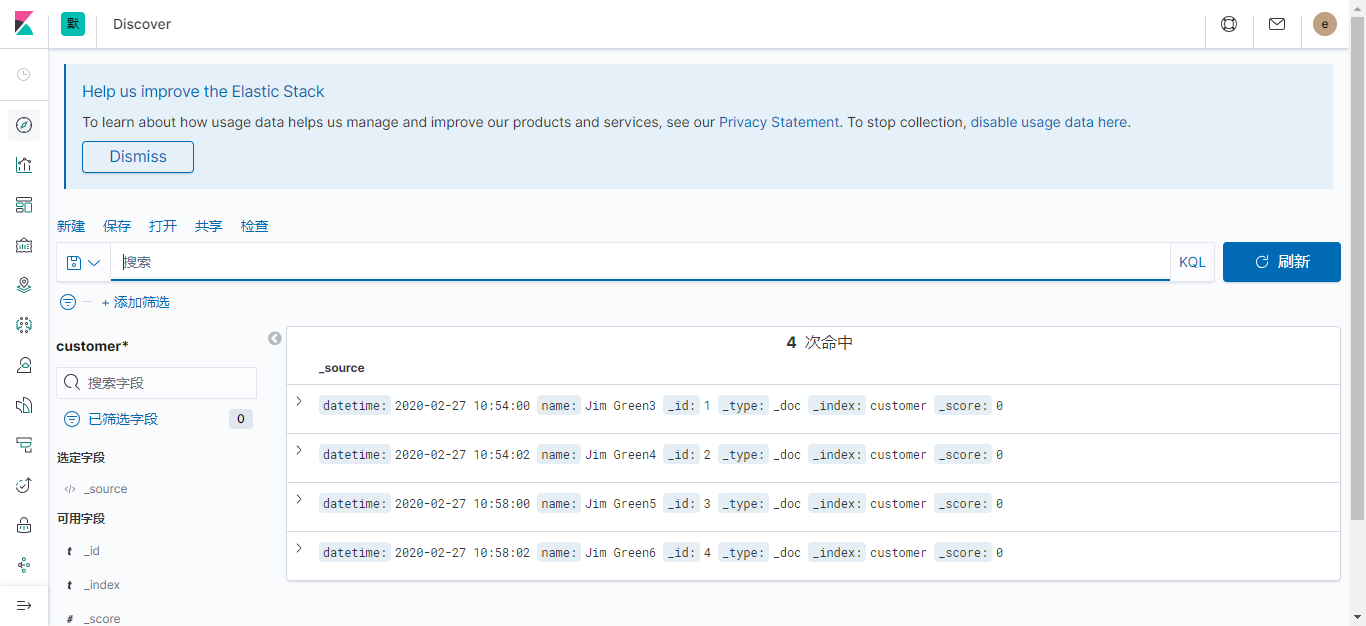 默 Discover e
Help us improve the Elastic Stack
To learn about how usage data helps us manage and improve our products and services, see our Privacy Statement. To stop collection, disable usage data here.
Dismiss
新建 保存 打开 共享 检查
搜索 KQL 刷新
+ 添加筛选
customer*
搜索字段
已筛选字段 0
选定字段
</> _source
可用字段
t _id
t _index
# _score
4 次命中
_source
datetime: 2020-02-27 10:54:00 name: Jim Green3 _id: 1 _type: _doc _index: customer _score: 0
datetime: 2020-02-27 10:54:02 name: Jim Green4 _id: 2 _type: _doc _index: customer _score: 0
datetime: 2020-02-27 10:58:00 name: Jim Green5 _id: 3 _type: _doc _index: customer _score: 0
datetime: 2020-02-27 10:58:02 name: Jim Green6 _id: 4 _type: _doc _index: customer _score: 0